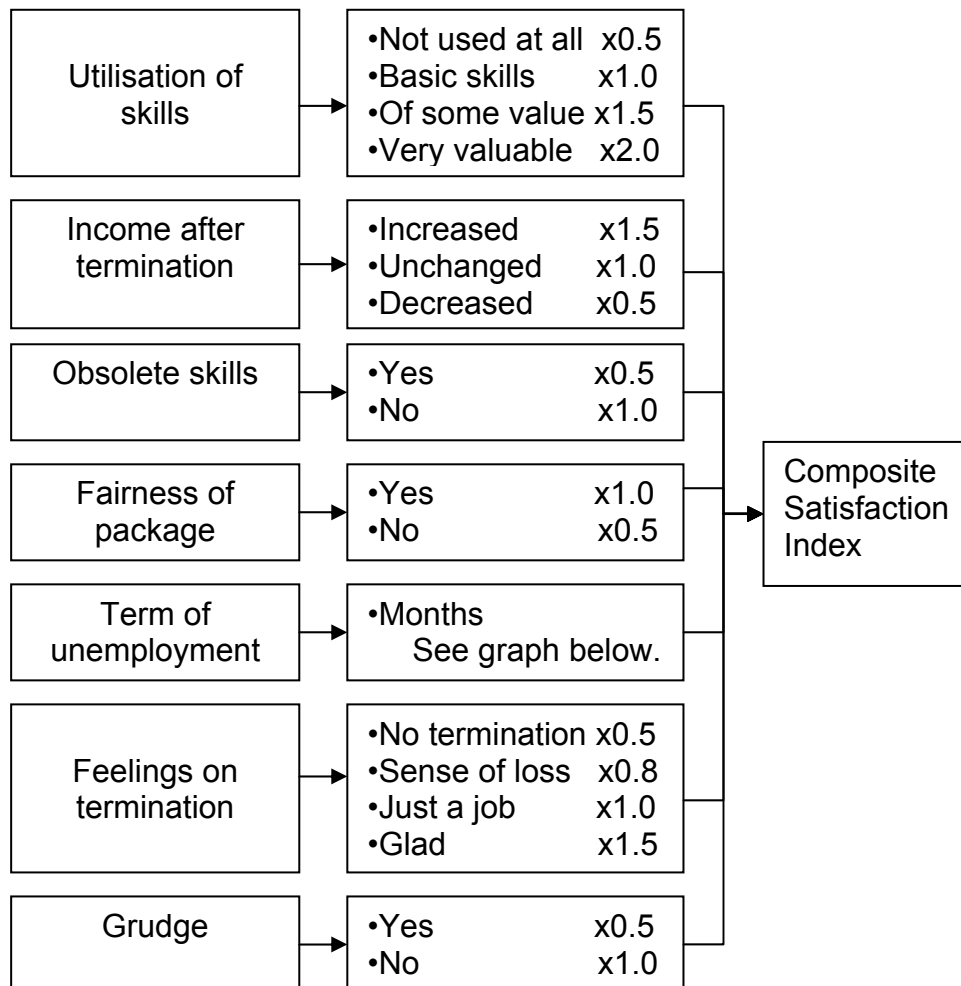 Utilisation of
skills
•Not used at all x0.5
•Basic skills x1.0
•Of some value x1.5
•Very valuable x2.0
Income after
termination
•Increased x1.5
•Unchanged x1.0
•Decreased x0.5
Obsolete skills
•Yes x0.5
•No x1.0
Fairness of
package
•Yes x1.0
•No x0.5
Term of
unemployment
•Months
See graph below.
Feelings on
termination
•No termination x0.5
•Sense of loss x0.8
•Just a job x1.0
•Glad x1.5
Grudge
•Yes x0.5
•No x1.0
Composite
Satisfaction
Index